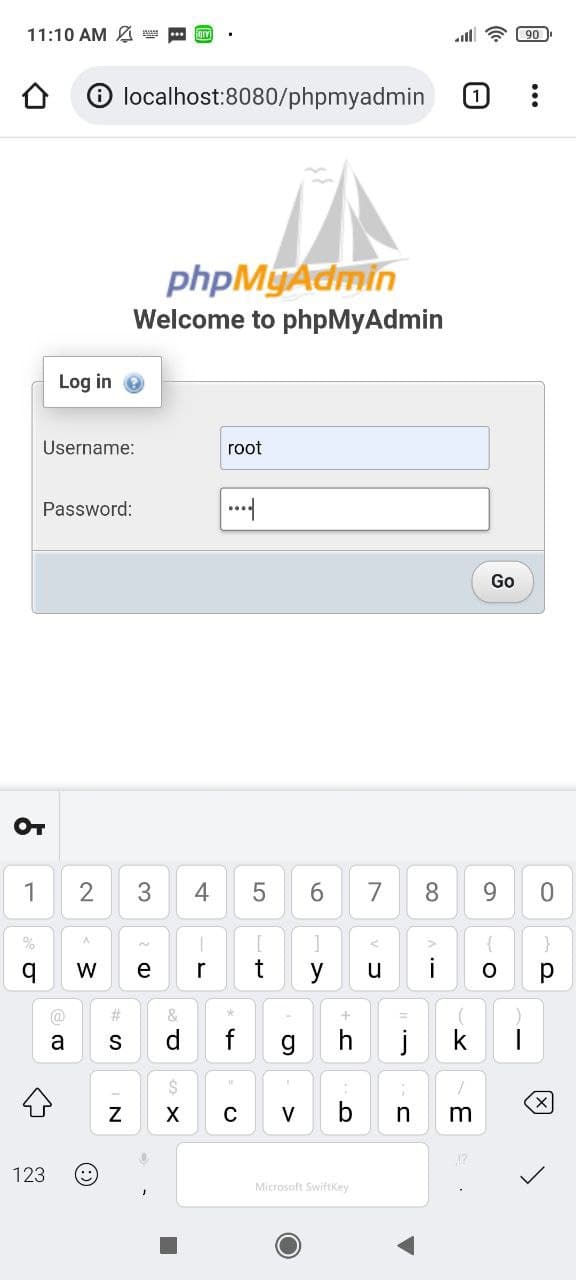 11:10 AM
90
localhost:8080/phpmyadmin
1
phpMyAdmin
Welcome to phpMyAdmin
Log in ?
Username: root
Password: ••••
Go
1 2 3 4 5 6 7 8 9 0
% ^ ~ | [ ] < > { }
q w e r t y u i o p
@ # & * - + = ( )
a s d f g h j k l
_ $ " ' : ; /
z x c v b n m
123 , Microsoft SwiftKey !? .